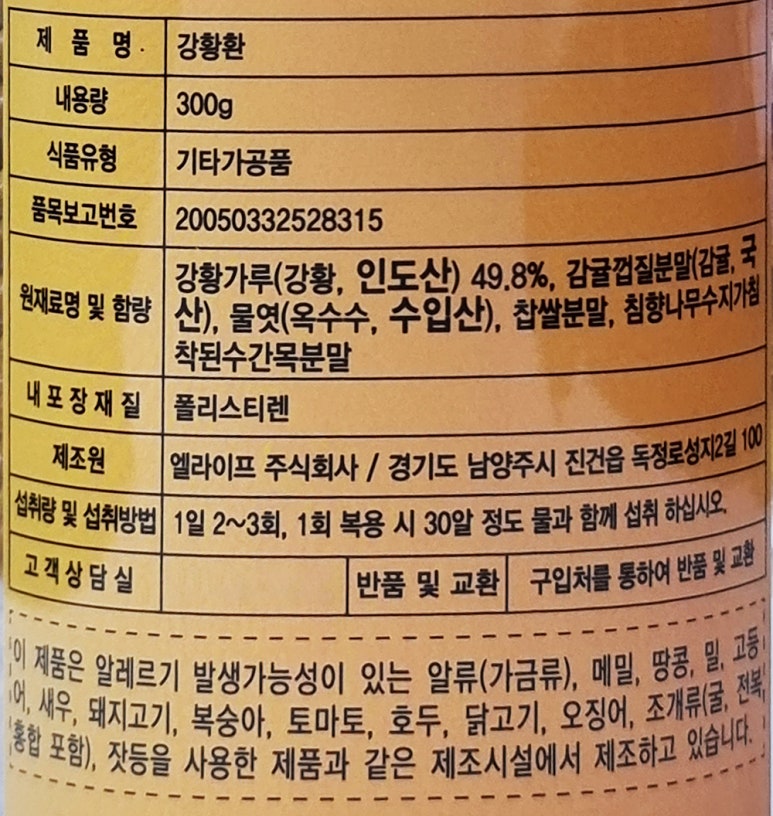 제 품 명 강황환
내용량 300g
식품유형 기타가공품
품목보고번호 20050332528315
원재료명 및 함량 강황가루(강황, 인도산) 49.8%, 감귤껍질분말(감귤, 국
산), 물엿(옥수수, 수입산), 찹쌀분말, 침향나무수지가침
착된수간목분말
내포장재질 폴리스티렌
제조원 엘라이프 주식회사 / 경기도 남양주시 진건읍 독정로성지2길 100
섭취량 및 섭취방법 1일 2~3회, 1회 복용 시 30알 정도 물과 함께 섭취 하십시오.
고객상담실 반품 및 교환 구입처를 통하여 반품 및 교환
이 제품은 알레르기 발생가능성이 있는 알류(가금류), 메밀, 땅콩, 밀, 고등
어, 새우, 돼지고기, 복숭아, 토마토, 호두, 닭고기, 오징어, 조개류(굴, 전복,
홍합 포함), 잣등을 사용한 제품과 같은 제조시설에서 제조하고 있습니다.